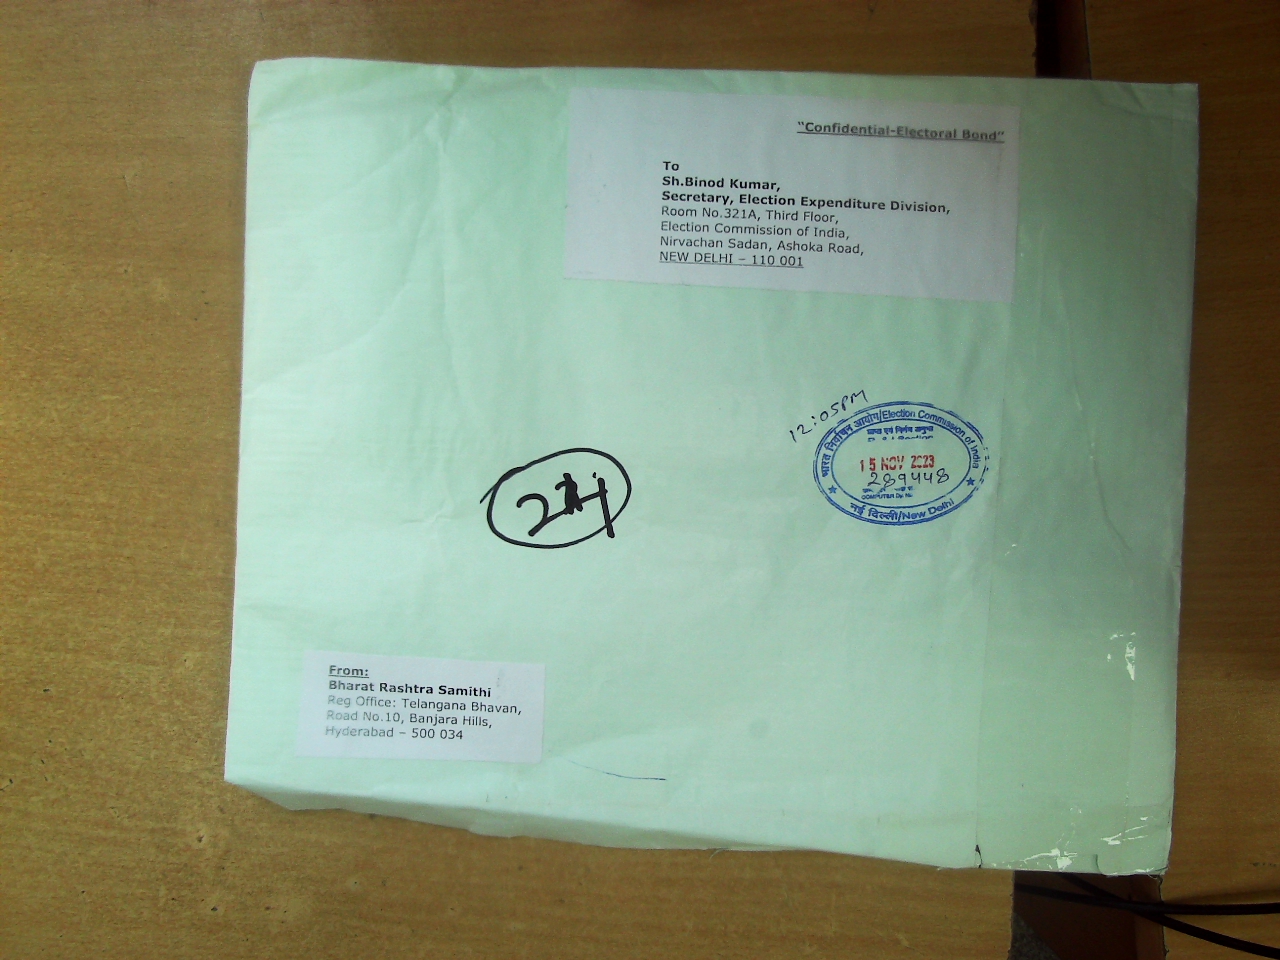 "Confidential-Electoral Bond"
To
Sh.Binod Kumar,
Secretary, Election Expenditure Division,
Room No.321A, Third Floor,
Election Commission of India,
Nirvachan Sadan, Ashoka Road,
NEW DELHI – 110 001
12:05PM
भारत निर्वाचन आयोग/Election Commission of India
15 NOV 2023
289448
COMPUTER Dy. No.
नई दिल्ली/New Delhi
From:
Bharat Rashtra Samithi
Reg Office: Telangana Bhavan,
Road No.10, Banjara Hills,
Hyderabad – 500 034